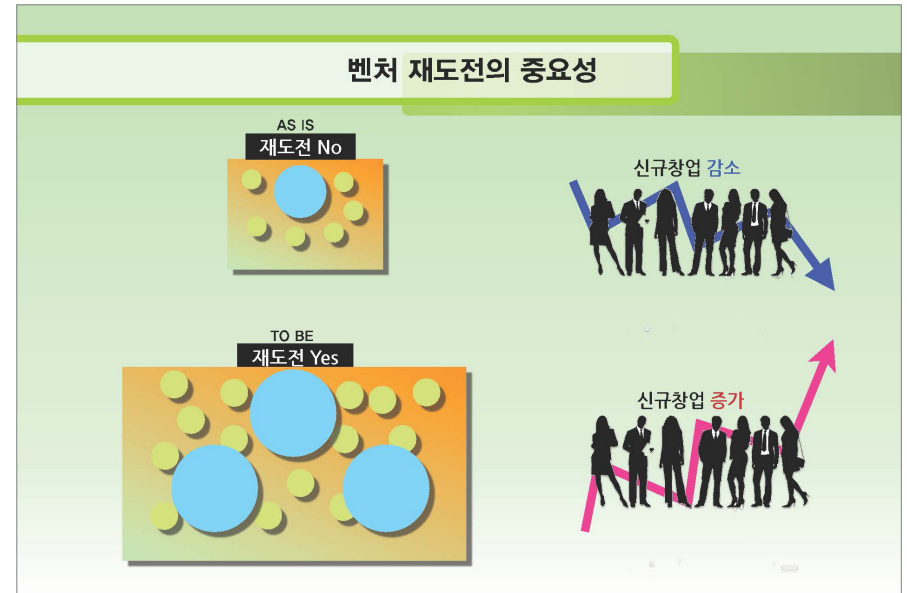 벤처 재도전의 중요성
AS IS
재도전 No
신규창업 감소
TO BE
재도전 Yes
신규창업 증가